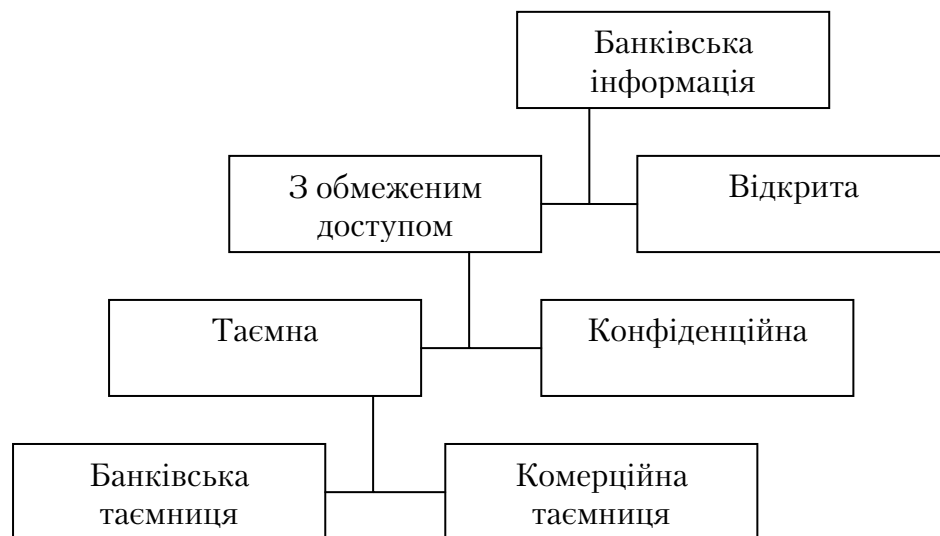 Банківська
інформація
З обмеженим
доступом
Відкрита
Таємна
Конфіденційна
Банківська
таємниця
Комерційна
таємниця